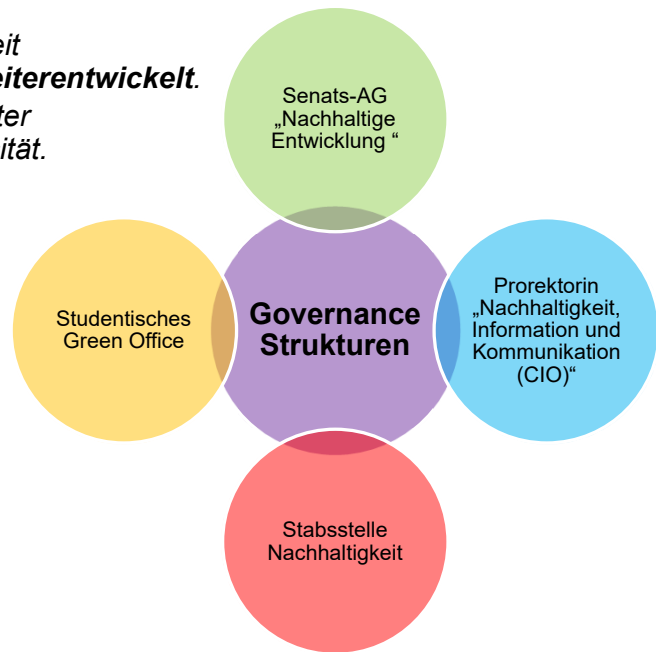 eit
eiterentwickelt.
ter
ität.
Senats-AG
„Nachhaltige
Entwicklung “
Studentisches
Green Office
Governance
Strukturen
Prorektorin
„Nachhaltigkeit,
Information und
Kommunikation
(CIO)“
Stabsstelle
Nachhaltigkeit